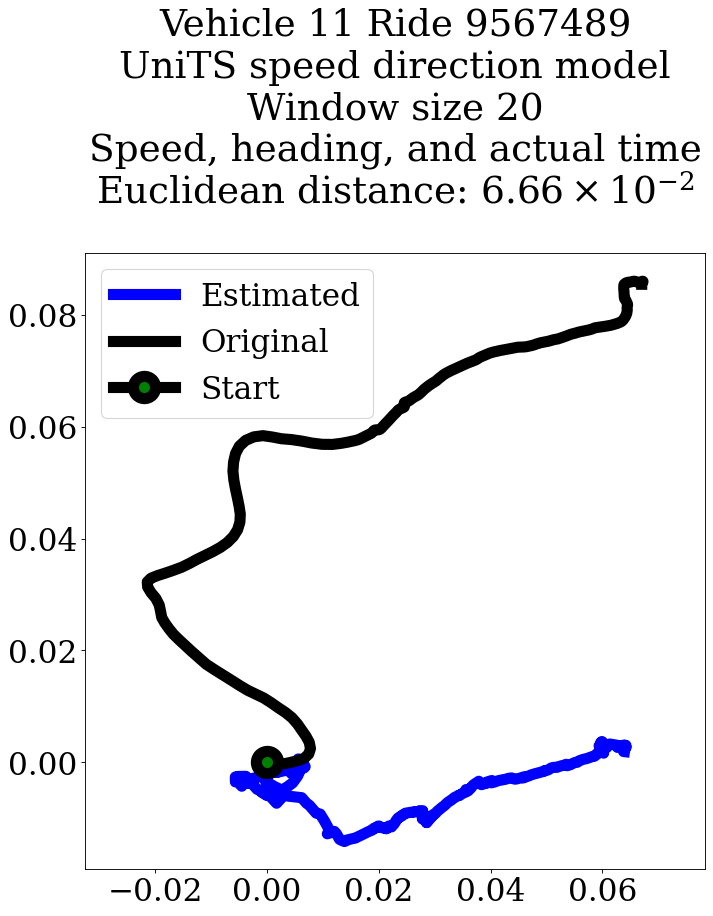 Vehicle 11 Ride 9567489
UniTS speed direction model
Window size 20
Speed, heading, and actual time
Euclidean distance: 6.66 × 10⁻²
Estimated
Original
Start
0.08
0.06
0.04
0.02
0.00
−0.02 0.00 0.02 0.04 0.06